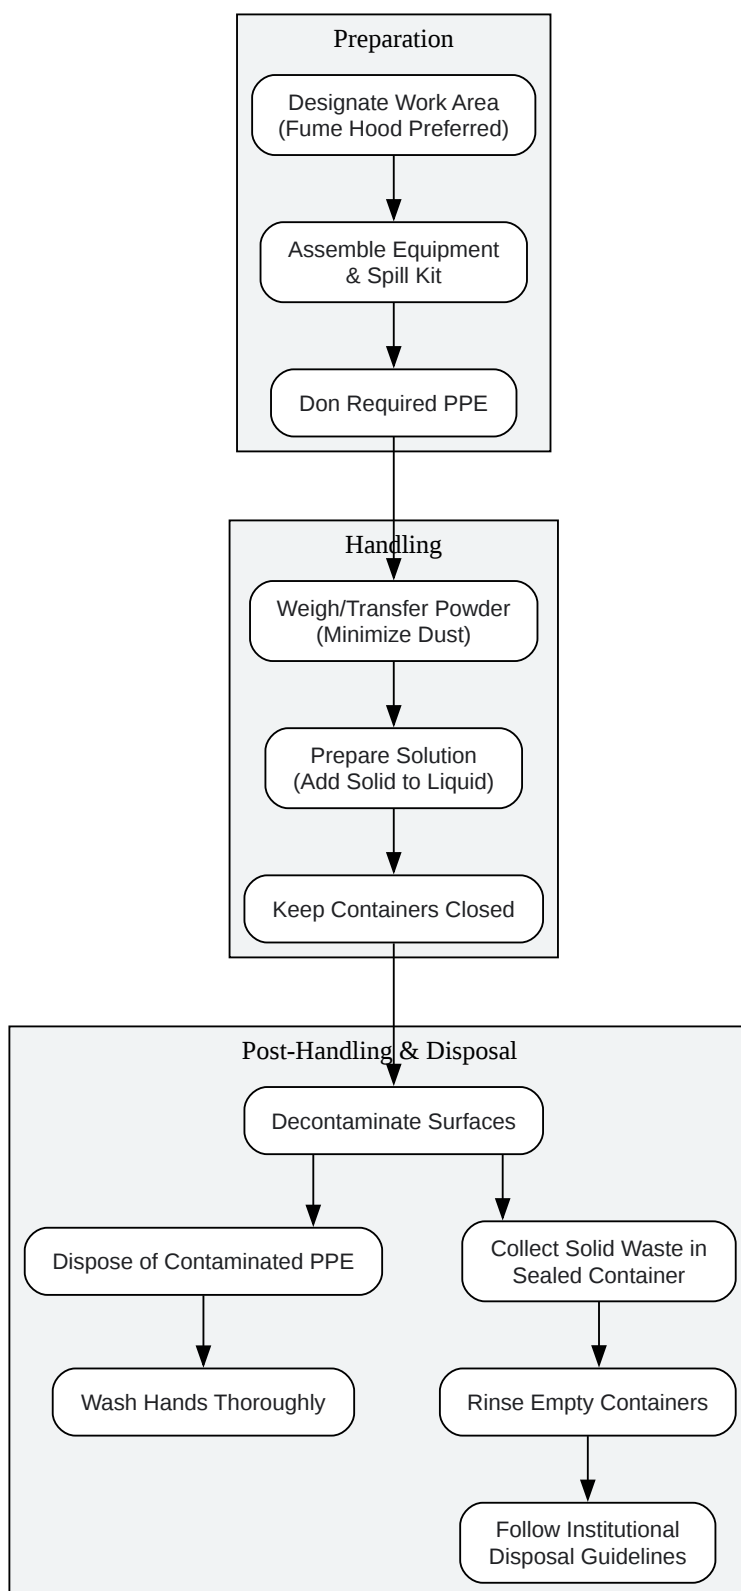 Preparation
Designate Work Area
(Fume Hood Preferred)
Assemble Equipment
& Spill Kit
Don Required PPE
Handling
Weigh/Transfer Powder
(Minimize Dust)
Prepare Solution
(Add Solid to Liquid)
Keep Containers Closed
Post-Handling & Disposal
Decontaminate Surfaces
Dispose of Contaminated PPE
Wash Hands Thoroughly
Collect Solid Waste in
Sealed Container
Rinse Empty Containers
Follow Institutional
Disposal Guidelines